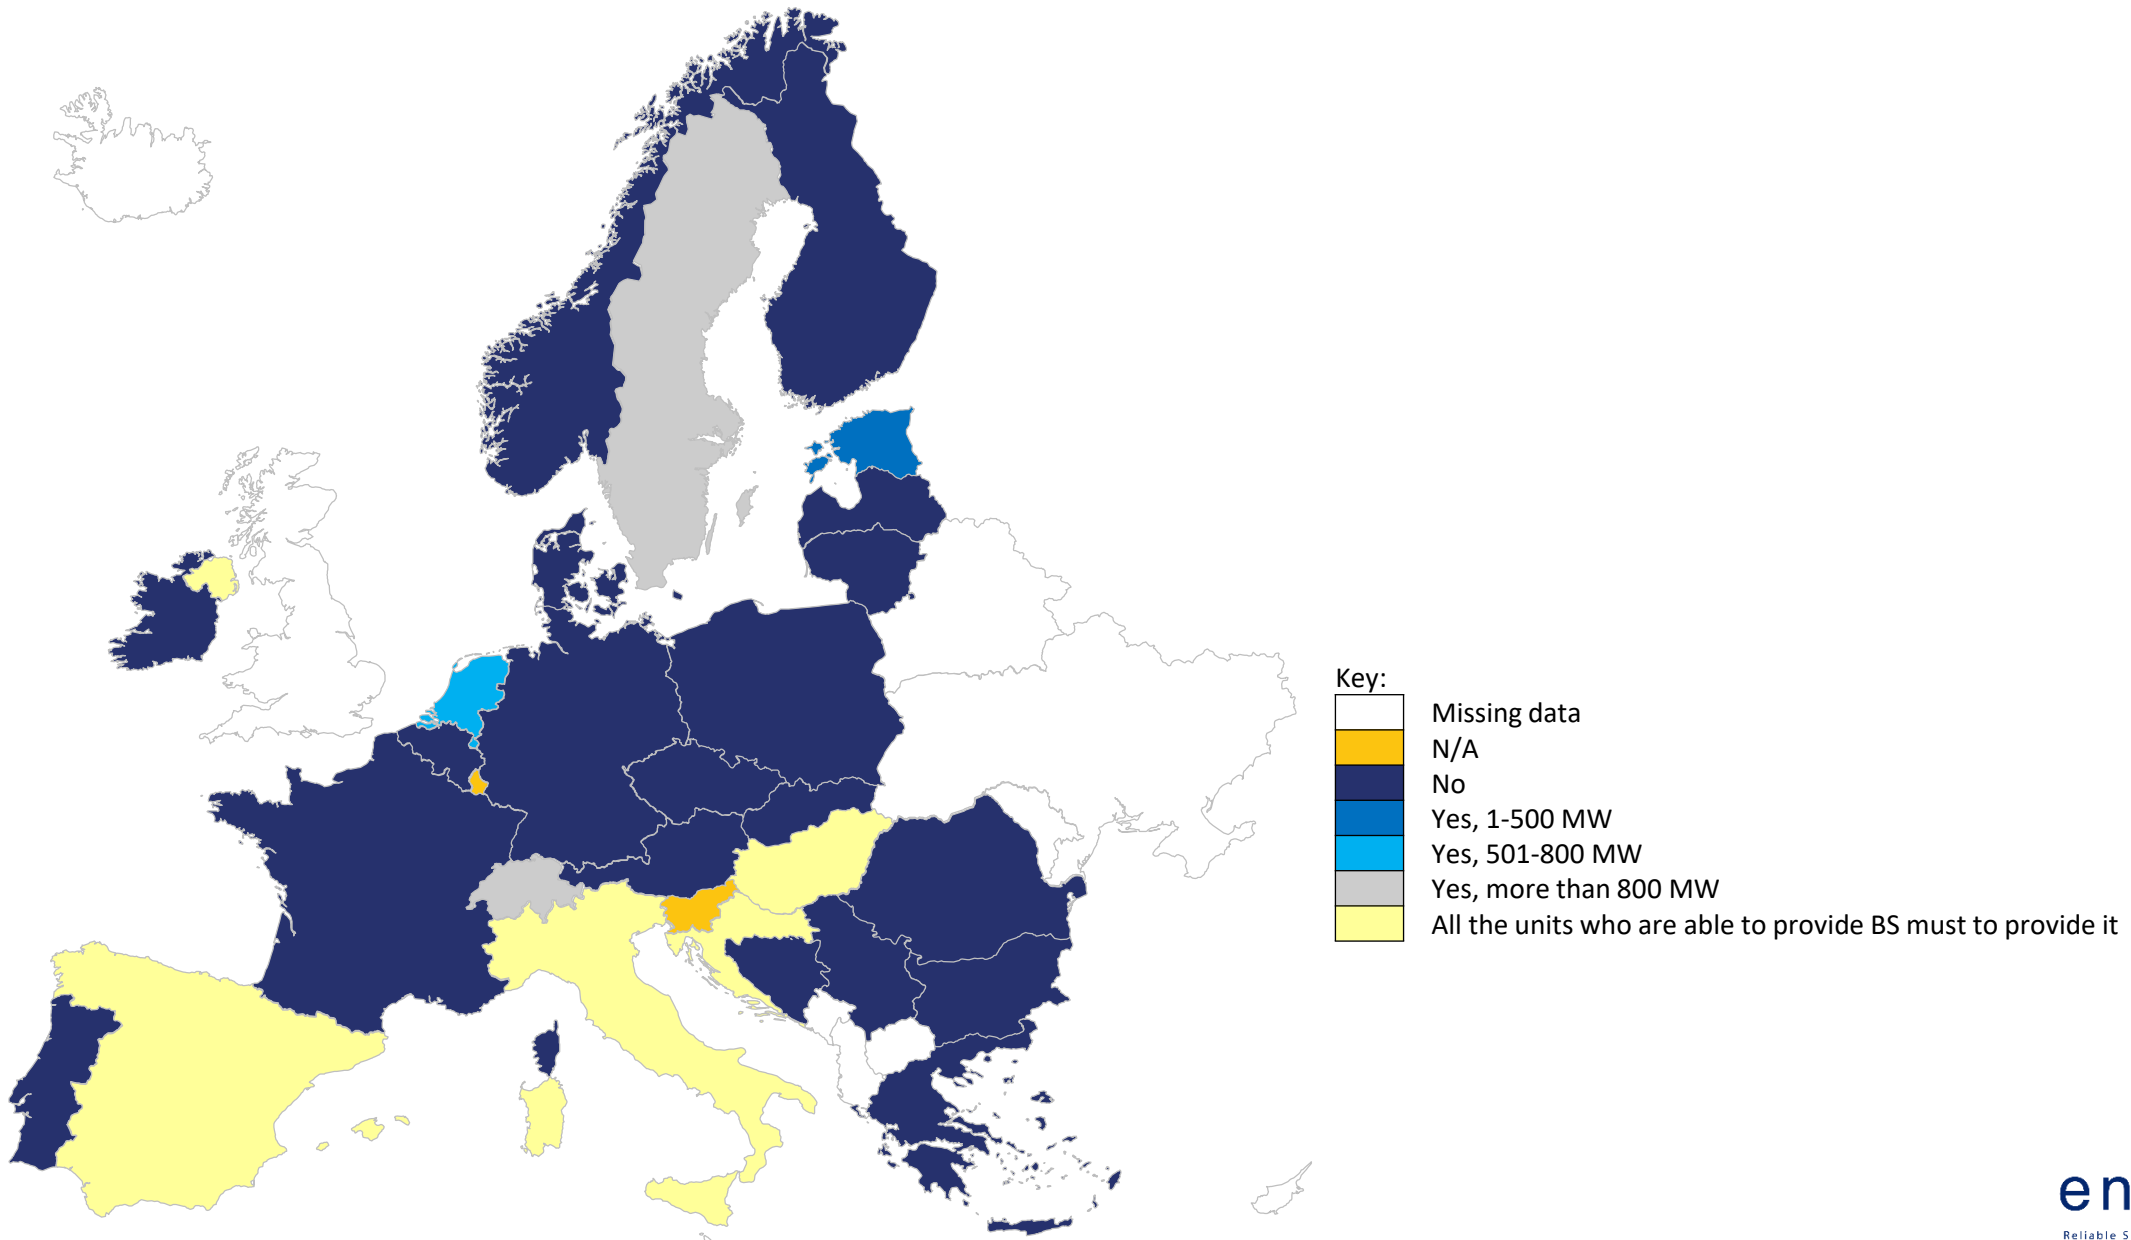 Key:
Missing data
N/A
No
Yes, 1-500 MW
Yes, 501-800 MW
Yes, more than 800 MW
All the units who are able to provide BS must to provide it
en
Reliable S